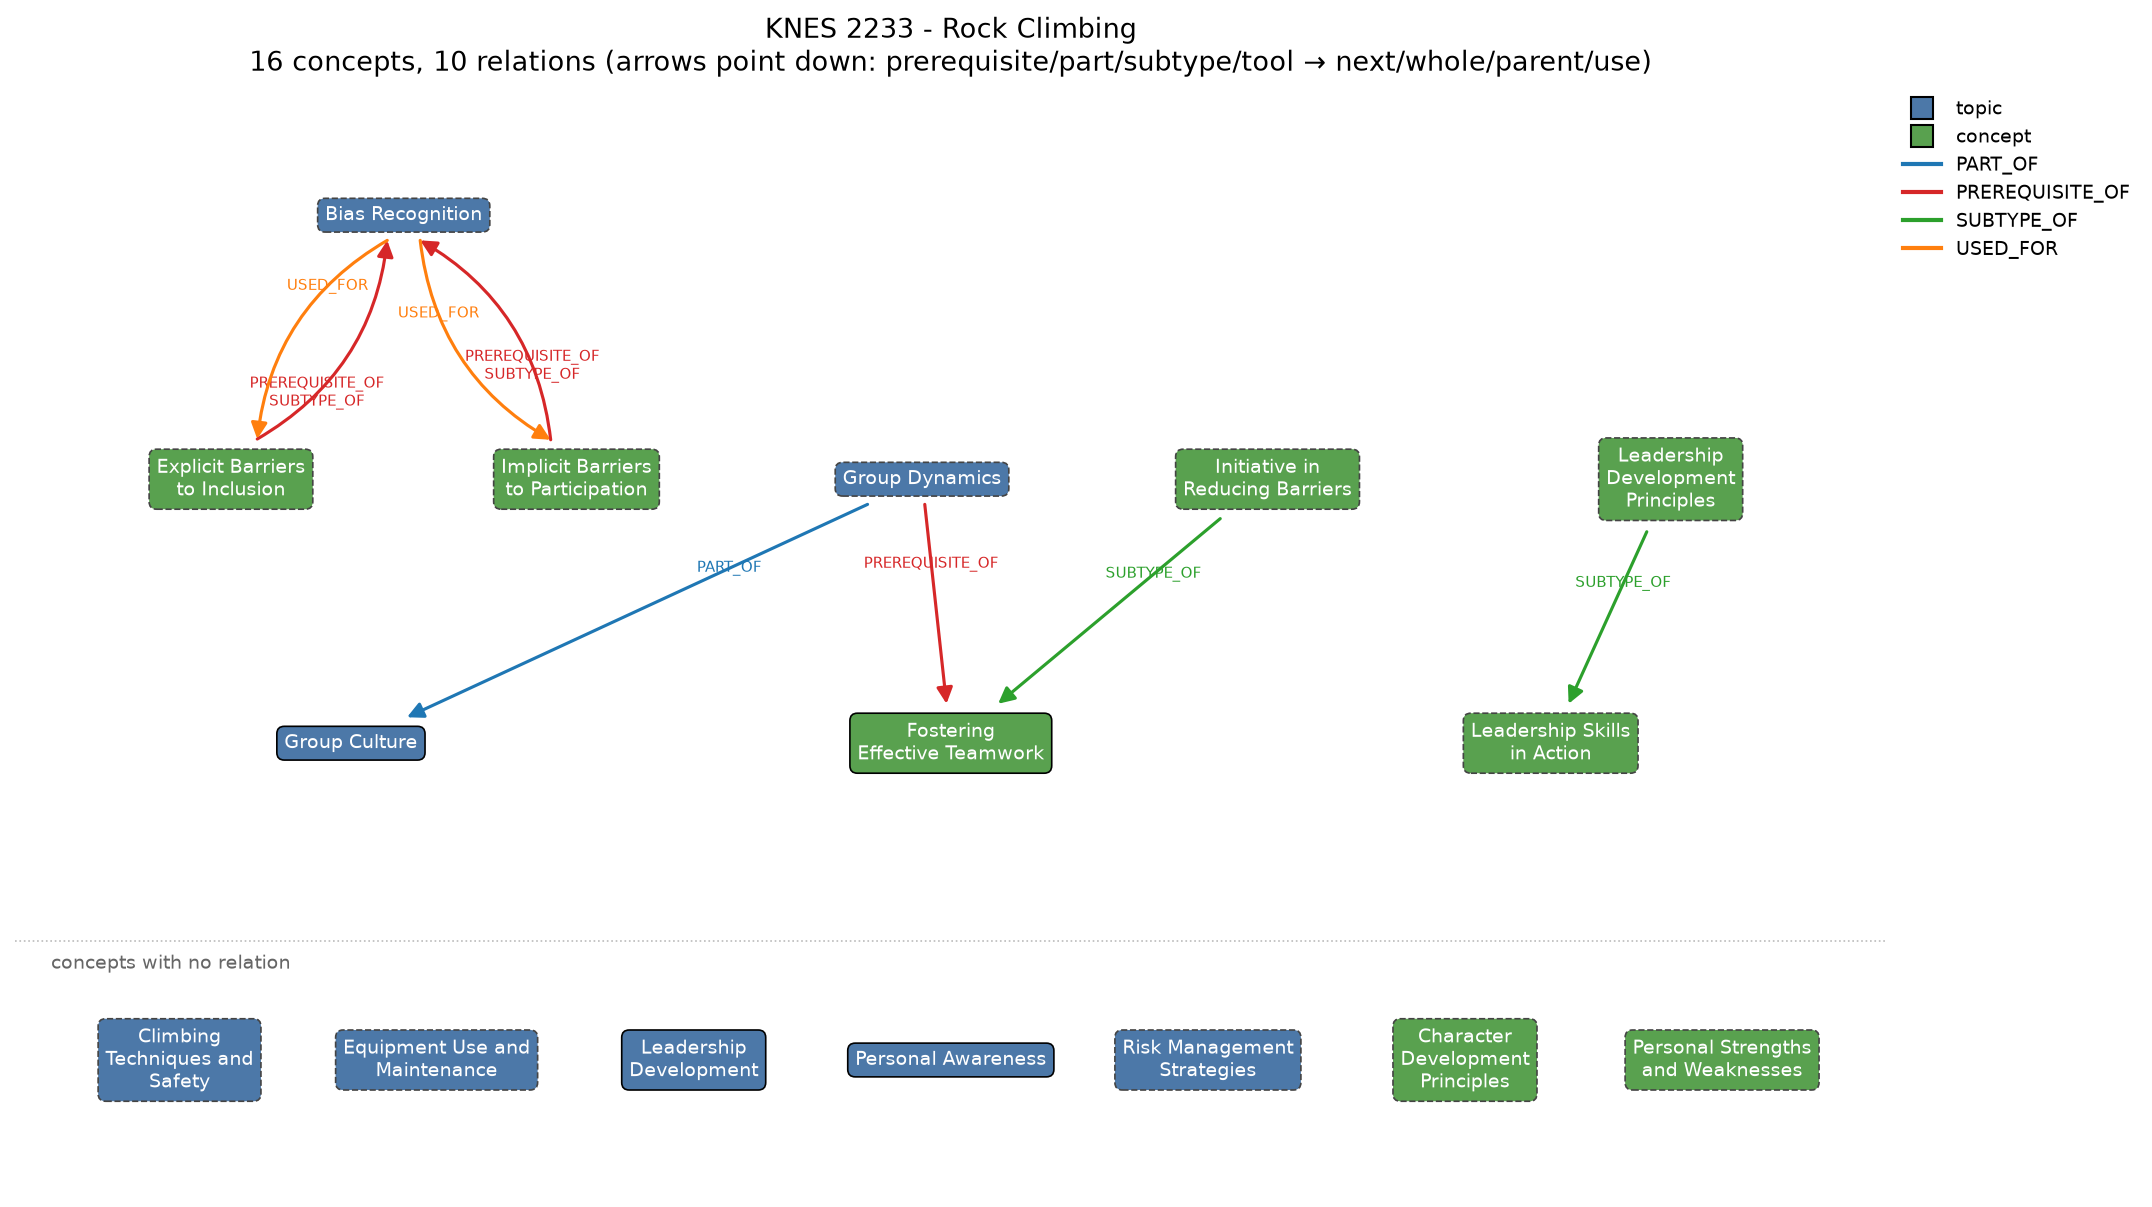 KNES 2233 - Rock Climbing
16 concepts, 10 relations (arrows point down: prerequisite/part/subtype/tool → next/whole/parent/use)
topic
concept
PART_OF
PREREQUISITE_OF
SUBTYPE_OF
USED_FOR
Bias Recognition
USED_FOR
USED_FOR
PREREQUISITE_OF
SUBTYPE_OF
PREREQUISITE_OF
SUBTYPE_OF
Explicit Barriers
to Inclusion
Implicit Barriers
to Participation
Group Dynamics
Initiative in
Reducing Barriers
Leadership
Development
Principles
PART_OF
PREREQUISITE_OF
SUBTYPE_OF
SUBTYPE_OF
Group Culture
Fostering
Effective Teamwork
Leadership Skills
in Action
concepts with no relation
Climbing
Techniques and
Safety
Equipment Use and
Maintenance
Leadership
Development
Personal Awareness
Risk Management
Strategies
Character
Development
Principles
Personal Strengths
and Weaknesses